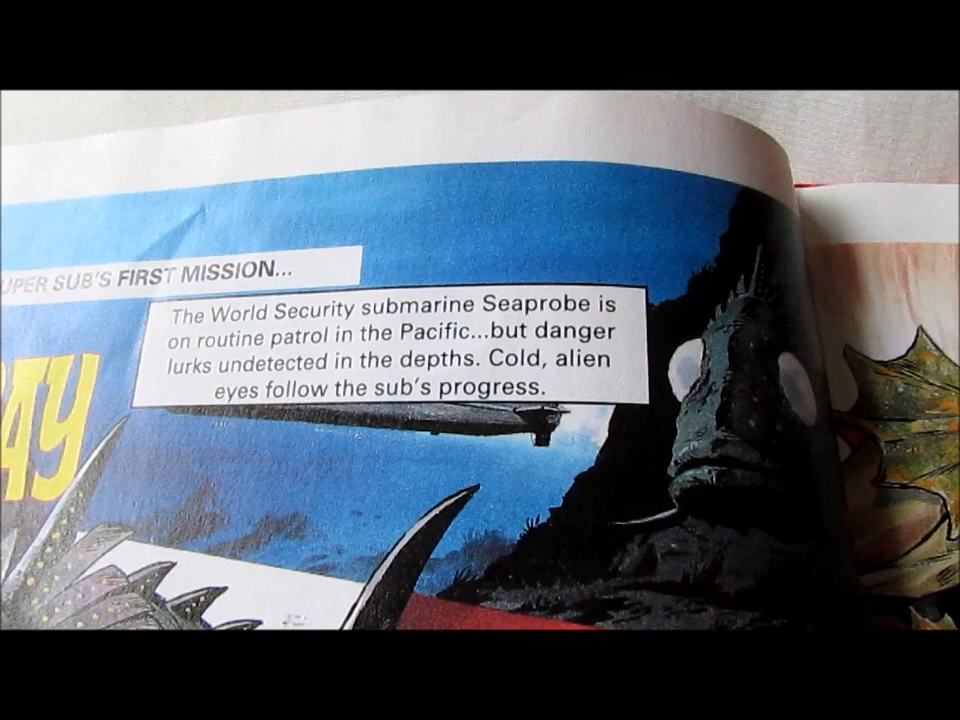 UPER SUB'S FIRST MISSION...
The World Security submarine Seaprobe is
on routine patrol in the Pacific...but danger
lurks undetected in the depths. Cold, alien
eyes follow the sub's progress.
AY